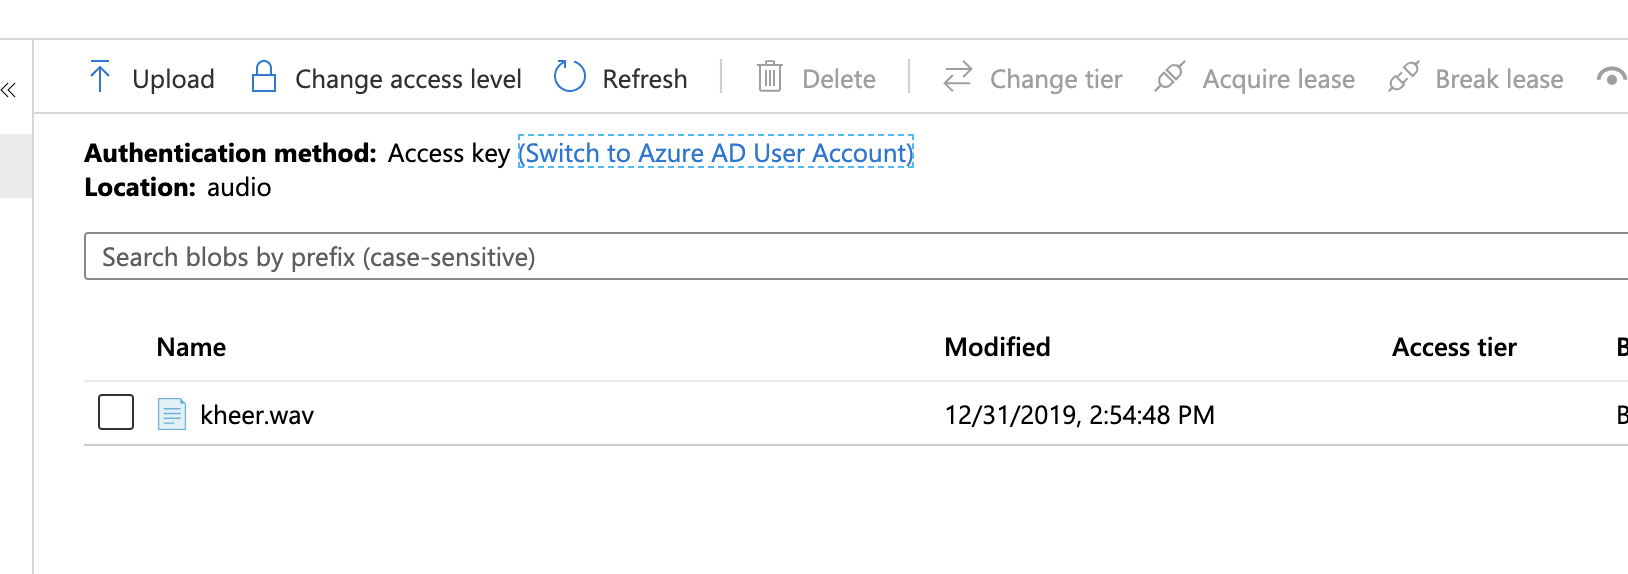 Upload Change access level Refresh Delete Change tier Acquire lease Break lease
«
Authentication method: Access key (Switch to Azure AD User Account)
Location: audio
Search blobs by prefix (case-sensitive)
Name Modified Access tier B
kheer.wav 12/31/2019, 2:54:48 PM B